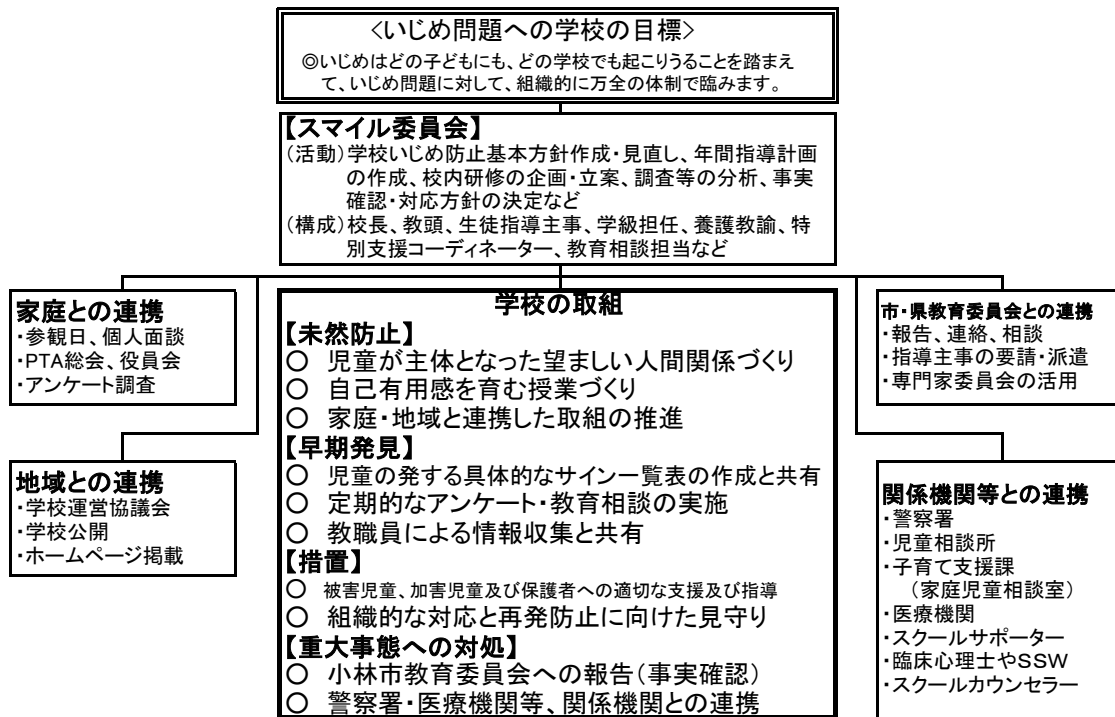 <いじめ問題への学校の目標>
◎いじめはどの子どもにも、どの学校でも起こりうることを踏まえ
て、いじめ問題に対して、組織的に万全の体制で臨みます。
【スマイル委員会】
(活動)学校いじめ防止基本方針作成・見直し、年間指導計画
の作成、校内研修の企画・立案、調査等の分析、事実
確認・対応方針の決定など
(構成)校長、教頭、生徒指導主事、学級担任、養護教諭、特
別支援コーディネーター、教育相談担当など
家庭との連携
・参観日、個人面談
・PTA総会、役員会
・アンケート調査
地域との連携
・学校運営協議会
・学校公開
・ホームページ掲載
学校の取組
【未然防止】
○ 児童が主体となった望ましい人間関係づくり
○ 自己有用感を育む授業づくり
○ 家庭・地域と連携した取組の推進
【早期発見】
○ 児童の発する具体的なサイン一覧表の作成と共有
○ 定期的なアンケート・教育相談の実施
○ 教職員による情報収集と共有
【措置】
○ 被害児童、加害児童及び保護者への適切な支援及び指導
○ 組織的な対応と再発防止に向けた見守り
【重大事態への対処】
○ 小林市教育委員会への報告(事実確認)
○ 警察署・医療機関等、関係機関との連携
市・県教育委員会との連携
・報告、連絡、相談
・指導主事の要請・派遣
・専門家委員会の活用
関係機関等との連携
・警察署
・児童相談所
・子育て支援課
(家庭児童相談室)
・医療機関
・スクールサポーター
・臨床心理士やSSW
・スクールカウンセラー